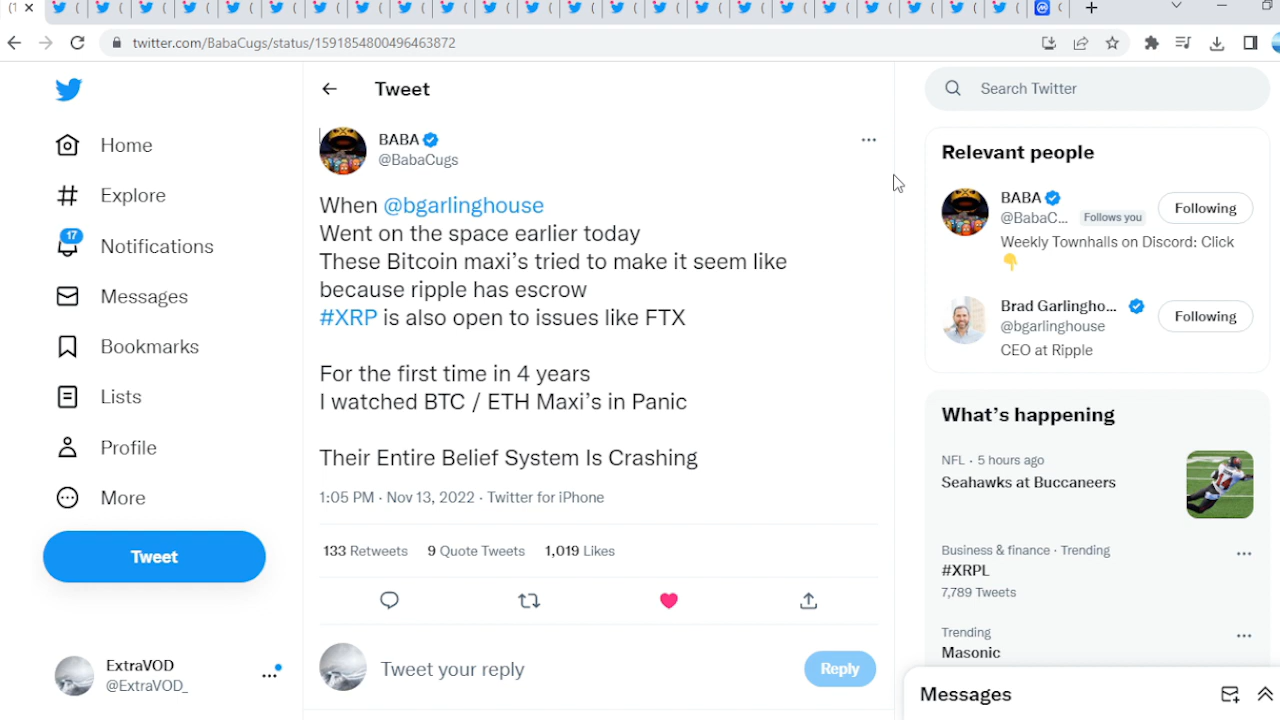 twitter.com/BabaCugs/status/1591854800496463872
Tweet
Search Twitter
Home
Explore
17
Notifications
Messages
Bookmarks
Lists
Profile
More
Tweet
ExtraVOD
@ExtraVOD_
BABA
@BabaCugs
When @bgarlinghouse
Went on the space earlier today
These Bitcoin maxi’s tried to make it seem like
because ripple has escrow
#XRP is also open to issues like FTX
For the first time in 4 years
I watched BTC / ETH Maxi’s in Panic
Their Entire Belief System Is Crashing
1:05 PM · Nov 13, 2022 · Twitter for iPhone
133 Retweets 9 Quote Tweets 1,019 Likes
Tweet your reply
Reply
Relevant people
BABA
@BabaC... Follows you
Following
Weekly Townhalls on Discord: Click
Brad Garlingho...
@bgarlinghouse
Following
CEO at Ripple
What’s happening
NFL · 5 hours ago
Seahawks at Buccaneers
Business & finance · Trending
#XRPL
7,789 Tweets
Trending
Masonic
Messages